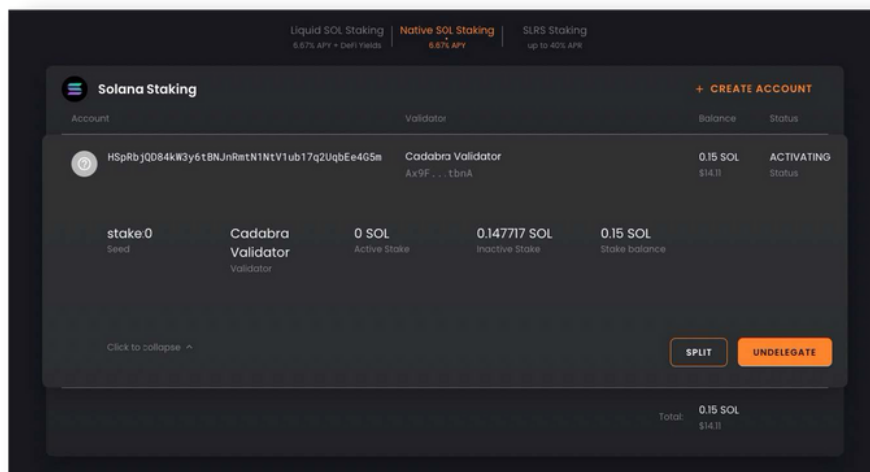 Liquid SOL Staking
6.67% APY + DeFi Yields
Native SOL Staking
6.67% APY
SLRS Staking
up to 40% APR
Solana Staking
+ CREATE ACCOUNT
Account Validator Balance Status
HSpRbjQD84kW3y6tBNJnRmtN1NtV1ub17q2UqbEe4G5m Cadabra Validator 0.15 SOL ACTIVATING
Ax9F...tbnA $14.11 Status
stake:0
Seed
Cadabra
Validator
Validator
0 SOL
Active Stake
0.147717 SOL
Inactive Stake
0.15 SOL
Stake balance
Click to collapse
SPLIT
UNDELEGATE
Total: 0.15 SOL
$14.11